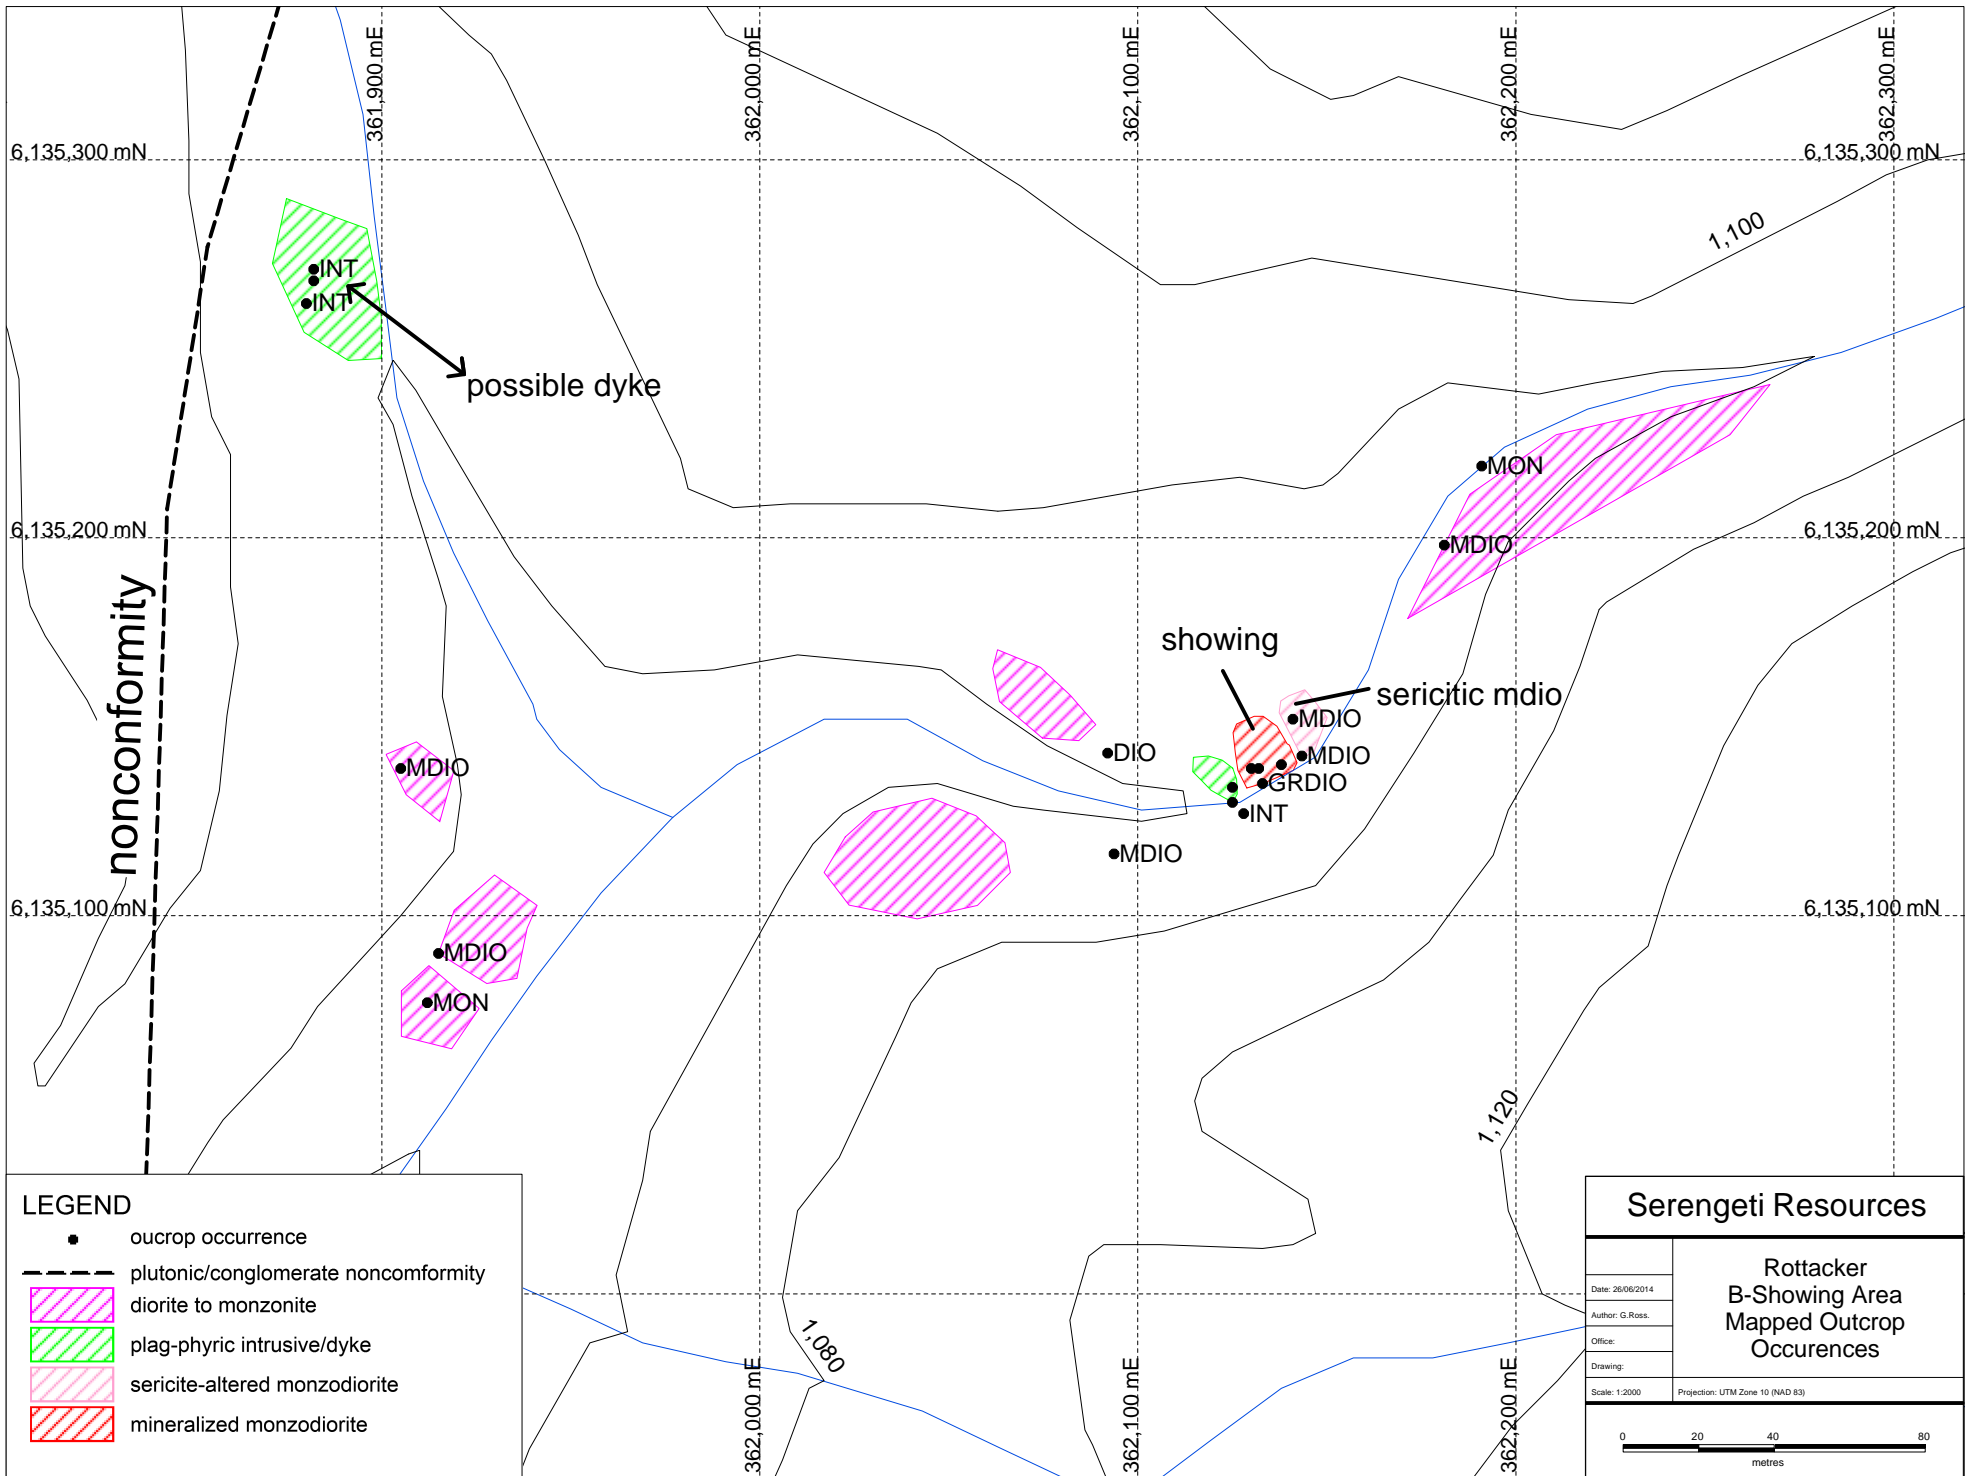 361,900 mE
362,000 mE
362,100 mE
362,200 mE
362,300 mE
6,135,300 mN
6,135,300 mN
1,100
INT
INT
possible dyke
MON
6,135,200 mN
6,135,200 mN
MDIO
nonconformity
showing
sericitic mdio
MDIO
DIO
MDIO
MDIO
GRDIO
INT
MDIO
6,135,100 mN
6,135,100 mN
MDIO
MON
1,120
1,080
362,000 mE
362,100 mE
362,200 mE
LEGEND
oucrop occurrence
plutonic/conglomerate noncomformity
diorite to monzonite
plag-phyric intrusive/dyke
sericite-altered monzodiorite
mineralized monzodiorite
Serengeti Resources
Rottacker
B-Showing Area
Mapped Outcrop
Occurences
Date: 26/06/2014
Author: G.Ross.
Office:
Drawing:
Scale: 1:2000
Projection: UTM Zone 10 (NAD 83)
0 20 40 80
metres